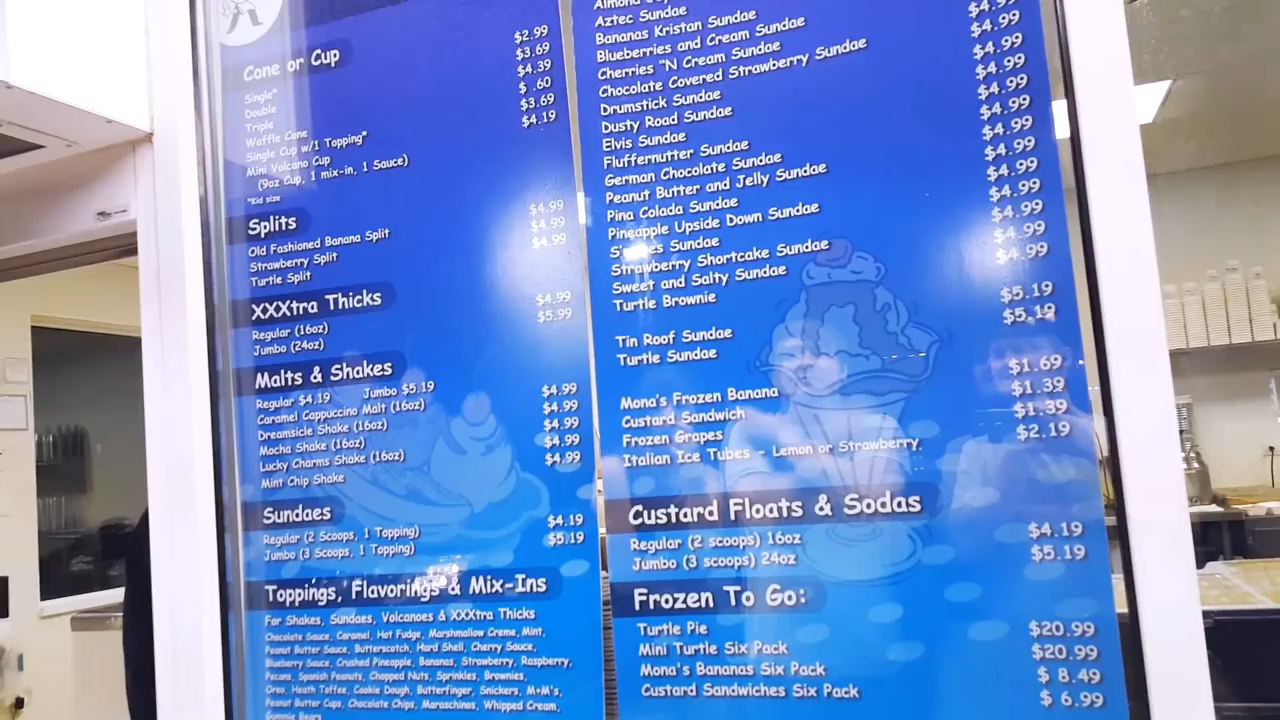 Cone or Cup
Single* $2.99
Double $3.69
Triple $4.39
Waffle Cone $ .60
Single Cup w/1 Topping* $3.69
Mini Volcano Cup $4.19
(9oz Cup, 1 mix-in, 1 Sauce)
*Kid size
Splits
Old Fashioned Banana Split $4.99
Strawberry Split $4.99
Turtle Split $4.99
XXXtra Thicks
Regular (16oz) $4.99
Jumbo (24oz) $5.99
Malts & Shakes
Regular $4.19 Jumbo $5.19
Caramel Cappuccino Malt (16oz) $4.99
Dreamsicle Shake (16oz) $4.99
Mocha Shake (16oz) $4.99
Lucky Charms Shake (16oz) $4.99
Mint Chip Shake $4.99
Sundaes
Regular (2 Scoops, 1 Topping) $4.19
Jumbo (3 Scoops, 1 Topping) $5.19
Toppings, Flavorings & Mix-Ins
For Shakes, Sundaes, Volcanoes & XXXtra Thicks
Chocolate Sauce, Caramel, Hot Fudge, Marshmallow Creme, Mint,
Peanut Butter Sauce, Butterscotch, Hard Shell, Cherry Sauce,
Blueberry Sauce, Crushed Pineapple, Bananas, Strawberry, Raspberry,
Pecans, Spanish Peanuts, Chopped Nuts, Sprinkles, Brownies,
Oreo, Heath Toffee, Cookie Dough, Butterfinger, Snickers, M+M's,
Peanut Butter Cups, Chocolate Chips, Maraschinos, Whipped Cream,
Gummie Bears
Almond
Aztec Sundae $4.99
Bananas Kristan Sundae $4.99
Blueberries and Cream Sundae $4.99
Cherries "N Cream Sundae $4.99
Chocolate Covered Strawberry Sundae $4.99
Drumstick Sundae $4.99
Dusty Road Sundae $4.99
Elvis Sundae $4.99
Fluffernutter Sundae $4.99
German Chocolate Sundae $4.99
Peanut Butter and Jelly Sundae $4.99
Pina Colada Sundae $4.99
Pineapple Upside Down Sundae $4.99
Sundae $4.99
Strawberry Shortcake Sundae
Sweet and Salty Sundae
Turtle Brownie
Tin Roof Sundae $5.19
Turtle Sundae $5.19
Mona's Frozen Banana $1.69
Custard Sandwich $1.39
Frozen Grapes $1.39
Italian Ice Tubes - Lemon or Strawberry. $2.19
Custard Floats & Sodas
Regular (2 scoops) 16oz $4.19
Jumbo (3 scoops) 24oz $5.19
Frozen To Go:
Turtle Pie $20.99
Mini Turtle Six Pack $20.99
Mona's Bananas Six Pack $ 8.49
Custard Sandwiches Six Pack $ 6.99